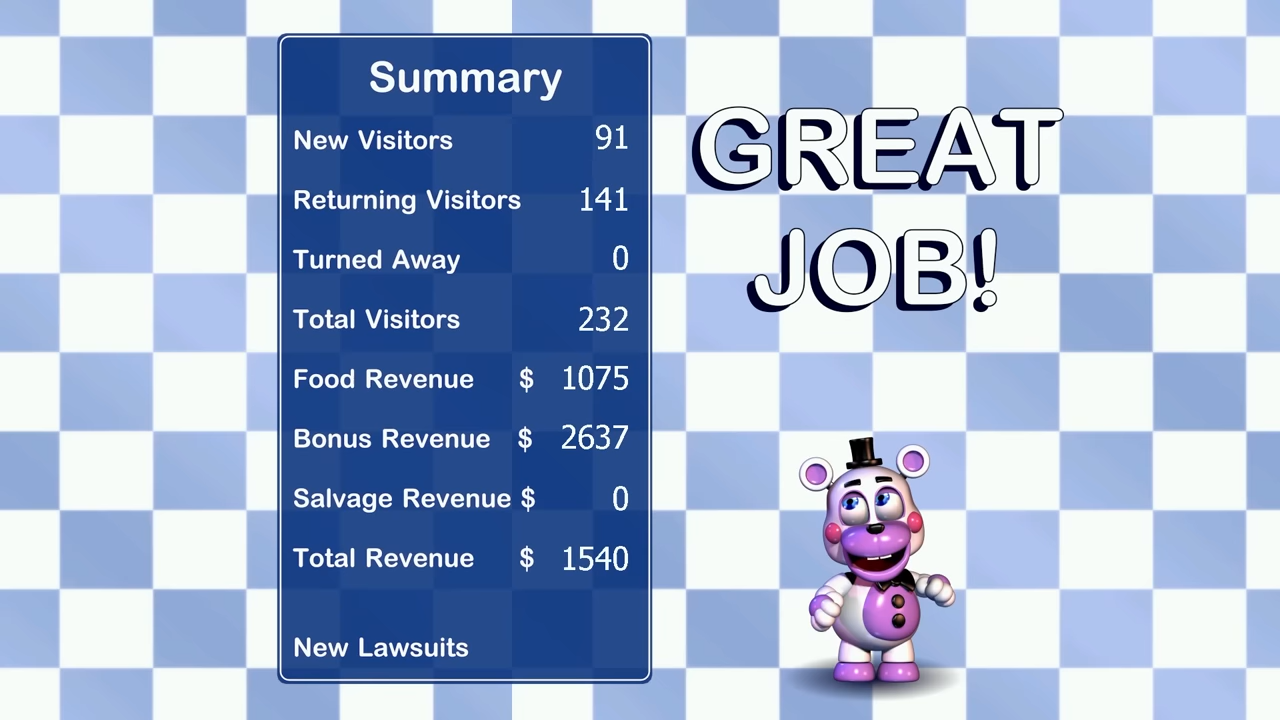 Summary
New Visitors 91
Returning Visitors 141
Turned Away 0
Total Visitors 232
Food Revenue $ 1075
Bonus Revenue $ 2637
Salvage Revenue $ 0
Total Revenue $ 1540
New Lawsuits
GREAT
JOB!